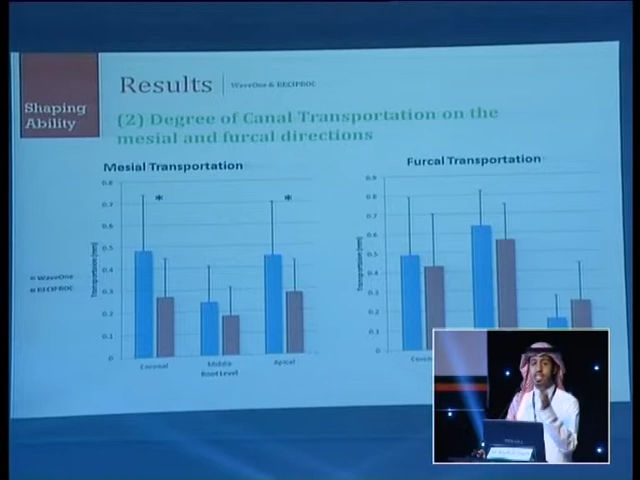 Shaping
Ability
Results
WaveOne & RECIPROC
(2) Degree of Canal Transportation on the
mesial and furcal directions
Mesial Transportation
0.8
0.7
0.6
0.5
0.4
0.3
0.2
0.1
0
Transportation (mm)
Coronal
Middle
Apical
Root Level
*
*
WaveOne
RECIPROC
Furcal Transportation
0.9
0.8
0.7
0.6
0.5
0.4
0.3
0.2
0.1
0
Transportation (mm)